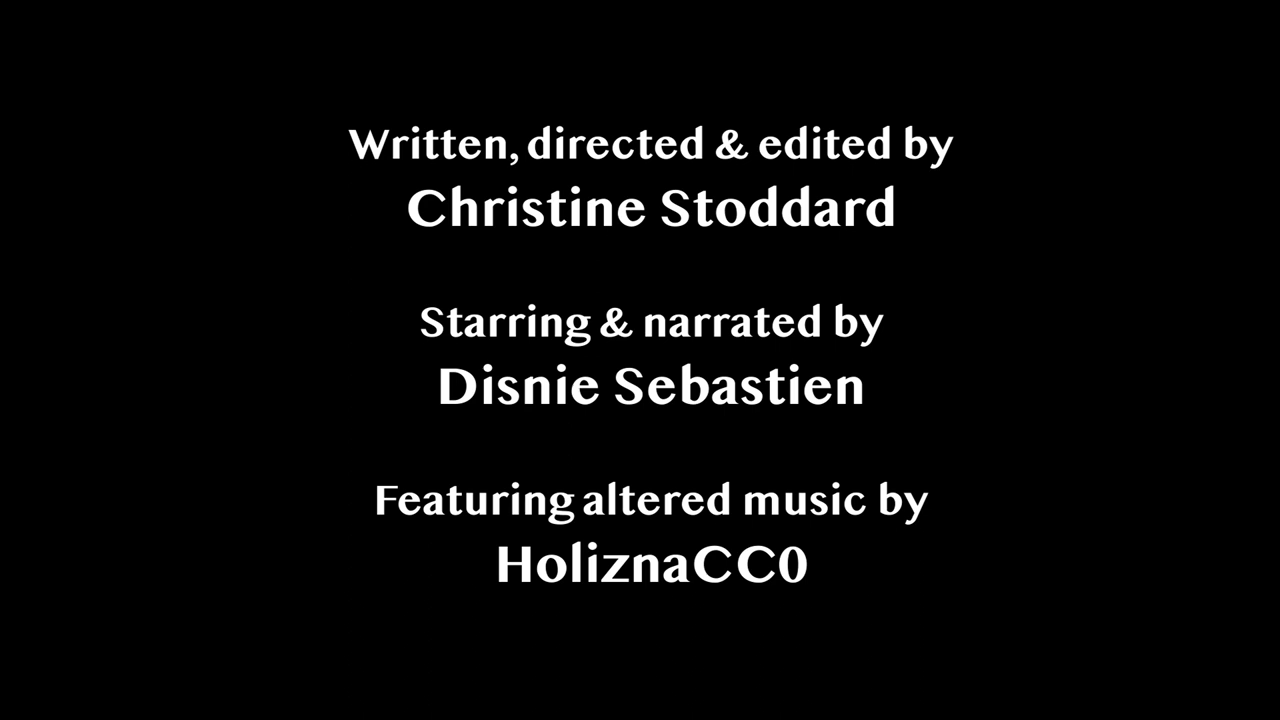 Written, directed & edited by
Christine Stoddard
Starring & narrated by
Disnie Sebastien
Featuring altered music by
HoliznaCC0